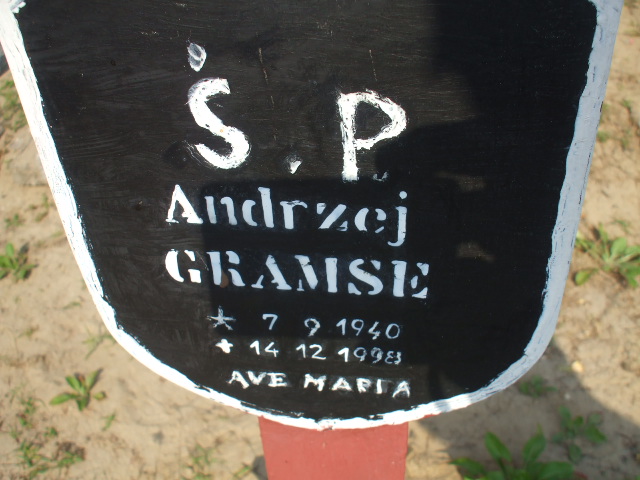 Ś.P.
Andrzej
GRAMSE
* 7 9 1940
+ 14 12 1998
AVE MARIA